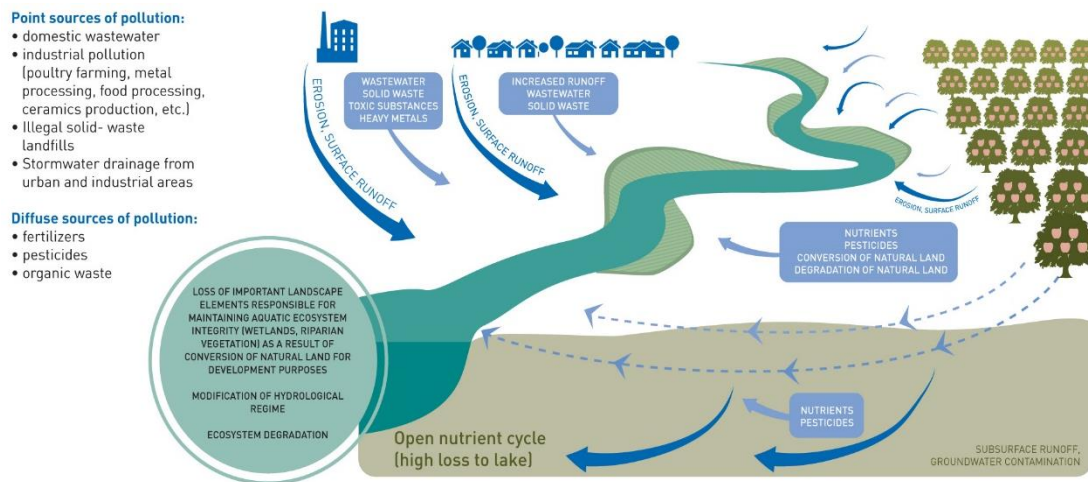 Point sources of pollution:
• domestic wastewater
• industrial pollution
(poultry farming, metal
processing, food processing,
ceramics production, etc.)
• Illegal solid- waste
landfills
• Stormwater drainage from
urban and industrial areas
Diffuse sources of pollution:
• fertilizers
• pesticides
• organic waste
EROSION, SURFACE RUNOFF
WASTEWATER
SOLID WASTE
TOXIC SUBSTANCES
HEAVY METALS
EROSION, SURFACE RUNOFF
INCREASED RUNOFF
WASTEWATER
SOLID WASTE
EROSION, SURFACE RUNOFF
NUTRIENTS
PESTICIDES
CONVERSION OF NATURAL LAND
DEGRADATION OF NATURAL LAND
LOSS OF IMPORTANT LANDSCAPE
ELEMENTS RESPONSIBLE FOR
MAINTAINING AQUATIC ECOSYSTEM
INTEGRITY (WETLANDS, RIPARIAN
VEGETATION) AS A RESULT OF
CONVERSION OF NATURAL LAND FOR
DEVELOPMENT PURPOSES
MODIFICATION OF HYDROLOGICAL
REGIME
ECOSYSTEM DEGRADATION
NUTRIENTS
PESTICIDES
Open nutrient cycle
(high loss to lake)
SUBSURFACE RUNOFF,
GROUNDWATER CONTAMINATION